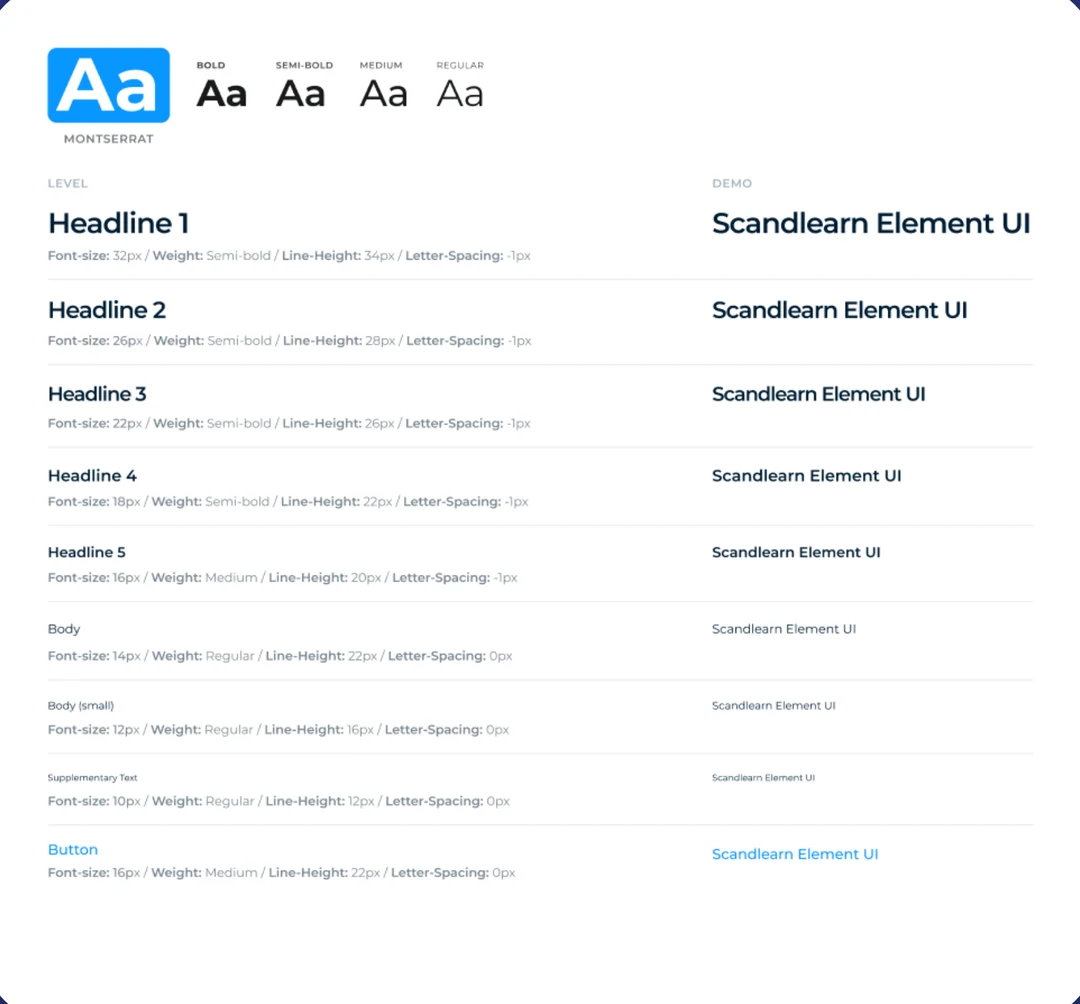 Aa
MONTSERRAT
BOLD
Aa
SEMI-BOLD
Aa
MEDIUM
Aa
REGULAR
Aa
LEVEL
DEMO
Headline 1
Scandlearn Element UI
Font-size: 32px / Weight: Semi-bold / Line-Height: 34px / Letter-Spacing: -1px
Headline 2
Scandlearn Element UI
Font-size: 26px / Weight: Semi-bold / Line-Height: 28px / Letter-Spacing: -1px
Headline 3
Scandlearn Element UI
Font-size: 22px / Weight: Semi-bold / Line-Height: 26px / Letter-Spacing: -1px
Headline 4
Scandlearn Element UI
Font-size: 18px / Weight: Semi-bold / Line-Height: 22px / Letter-Spacing: -1px
Headline 5
Scandlearn Element UI
Font-size: 16px / Weight: Medium / Line-Height: 20px / Letter-Spacing: -1px
Body
Scandlearn Element UI
Font-size: 14px / Weight: Regular / Line-Height: 22px / Letter-Spacing: 0px
Body (small)
Scandlearn Element UI
Font-size: 12px / Weight: Regular / Line-Height: 16px / Letter-Spacing: 0px
Supplementary Text
Scandlearn Element UI
Font-size: 10px / Weight: Regular / Line-Height: 12px / Letter-Spacing: 0px
Button
Scandlearn Element UI
Font-size: 16px / Weight: Medium / Line-Height: 22px / Letter-Spacing: 0px